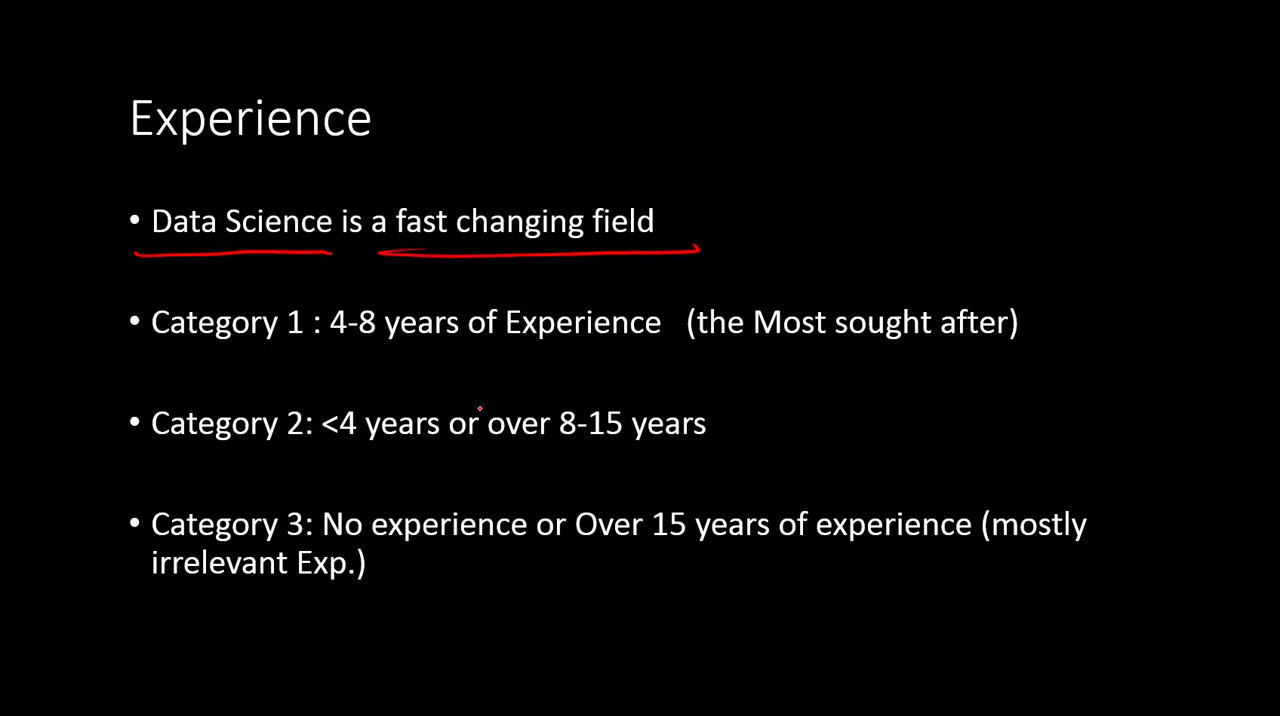 Experience
• Data Science is a fast changing field
• Category 1 : 4-8 years of Experience (the Most sought after)
• Category 2: <4 years or over 8-15 years
• Category 3: No experience or Over 15 years of experience (mostly
irrelevant Exp.)